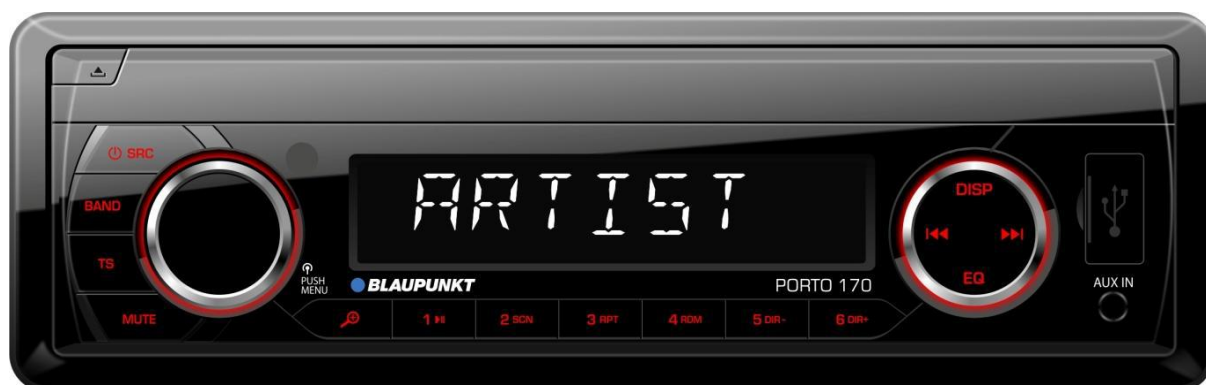 SRC
BAND
TS
MUTE
ARTIST
PUSH
MENU
BLAUPUNKT
PORTO 170
1
2 SCN
3 RPT
4 RDM
5 DIR-
6 DIR+
DISP
EQ
AUX IN